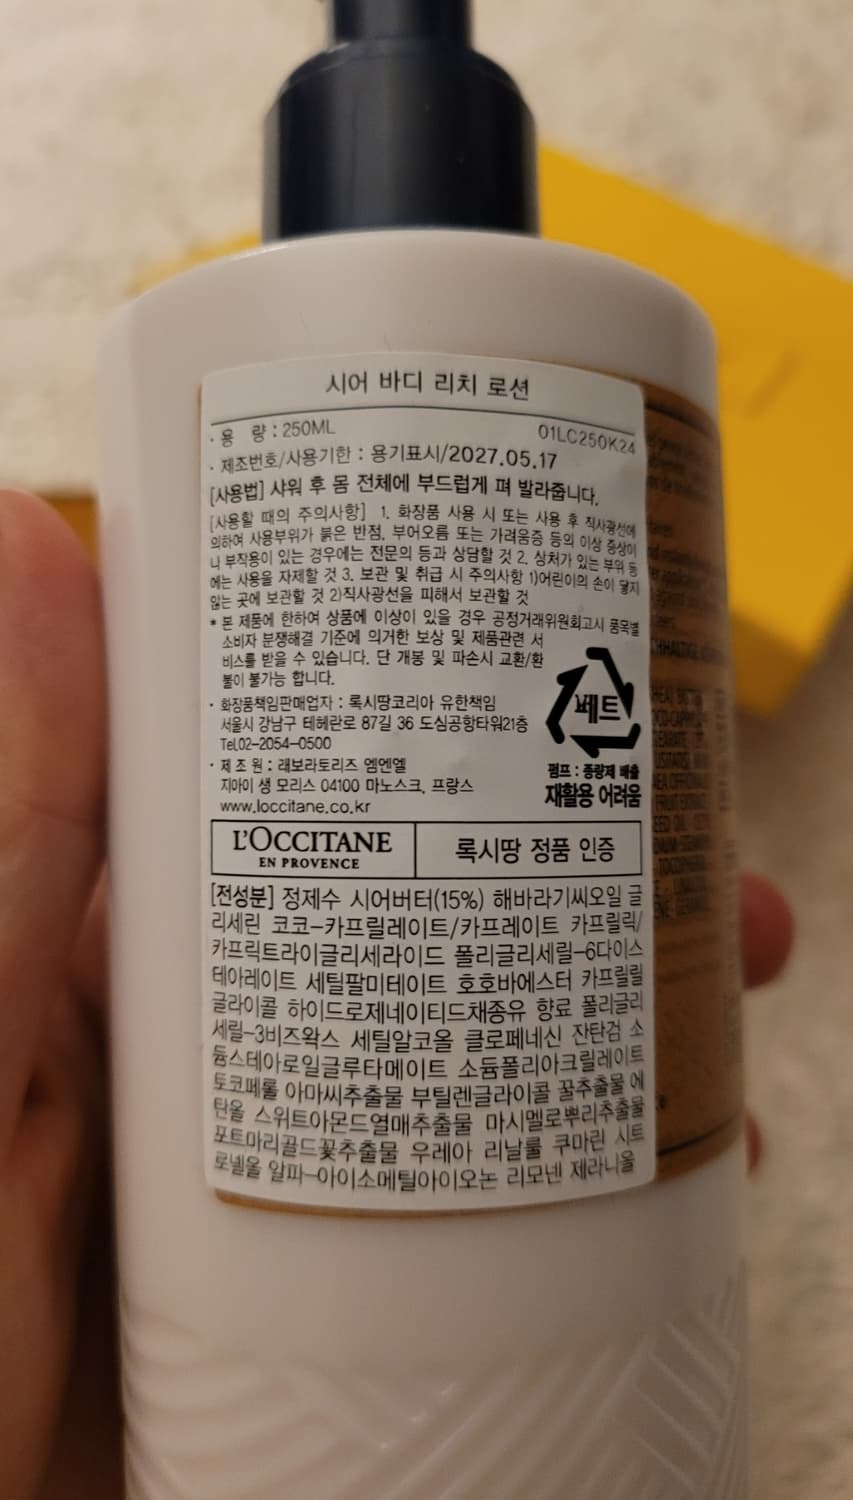 시어 바디 리치 로션
· 용 량 : 250ML 01LC250K24
· 제조번호/사용기한 : 용기표시/2027.05.17
[사용법] 샤워 후 몸 전체에 부드럽게 펴 발라줍니다.
[사용할 때의 주의사항] 1. 화장품 사용 시 또는 사용 후 직사광선에
의하여 사용부위가 붉은 반점, 부어오름 또는 가려움증 등의 이상 증상이
나 부작용이 있는 경우에는 전문의 등과 상담할 것 2. 상처가 있는 부위 등
에는 사용을 자제할 것 3. 보관 및 취급 시 주의사항 1)어린이의 손이 닿지
않는 곳에 보관할 것 2)직사광선을 피해서 보관할 것
* 본 제품에 한하여 상품에 이상이 있을 경우 공정거래위원회고시 품목별
소비자 분쟁해결 기준에 의거한 보상 및 제품관련 서
비스를 받을 수 있습니다. 단 개봉 및 파손시 교환/환
불이 불가능 합니다.
· 화장품책임판매업자 : 록시땅코리아 유한책임
서울시 강남구 테헤란로 87길 36 도심공항타워21층
Tel.02-2054-0500
· 제 조 원 : 래보라토리즈 엠엔엘
지아이 생 모리스 04100 마노스크, 프랑스
www.loccitane.co.kr
베트
펌프 : 종량제 배출
재활용 어려움
L'OCCITANE
EN PROVENCE
록시땅 정품 인증
[전성분] 정제수 시어버터(15%) 해바라기씨오일 글
리세린 코코-카프릴레이트/카프레이트 카프릴릭/
카프릭트라이글리세라이드 폴리글리세릴-6다이스
테아레이트 세틸팔미테이트 호호바에스터 카프릴릴
글라이콜 하이드로제네이티드채종유 향료 폴리글리
세릴-3비즈왁스 세틸알코올 클로페네신 잔탄검 소
듐스테아로일글루타메이트 소듐폴리아크릴레이트
토코페롤 아마씨추출물 부틸렌글라이콜 꿀추출물 에
탄올 스위트아몬드열매추출물 마시멜로뿌리추출물
포트마리골드꽃추출물 우레아 리날룰 쿠마린 시트
로넬올 알파-아이소메틸아이오논 리모넨 제라니올